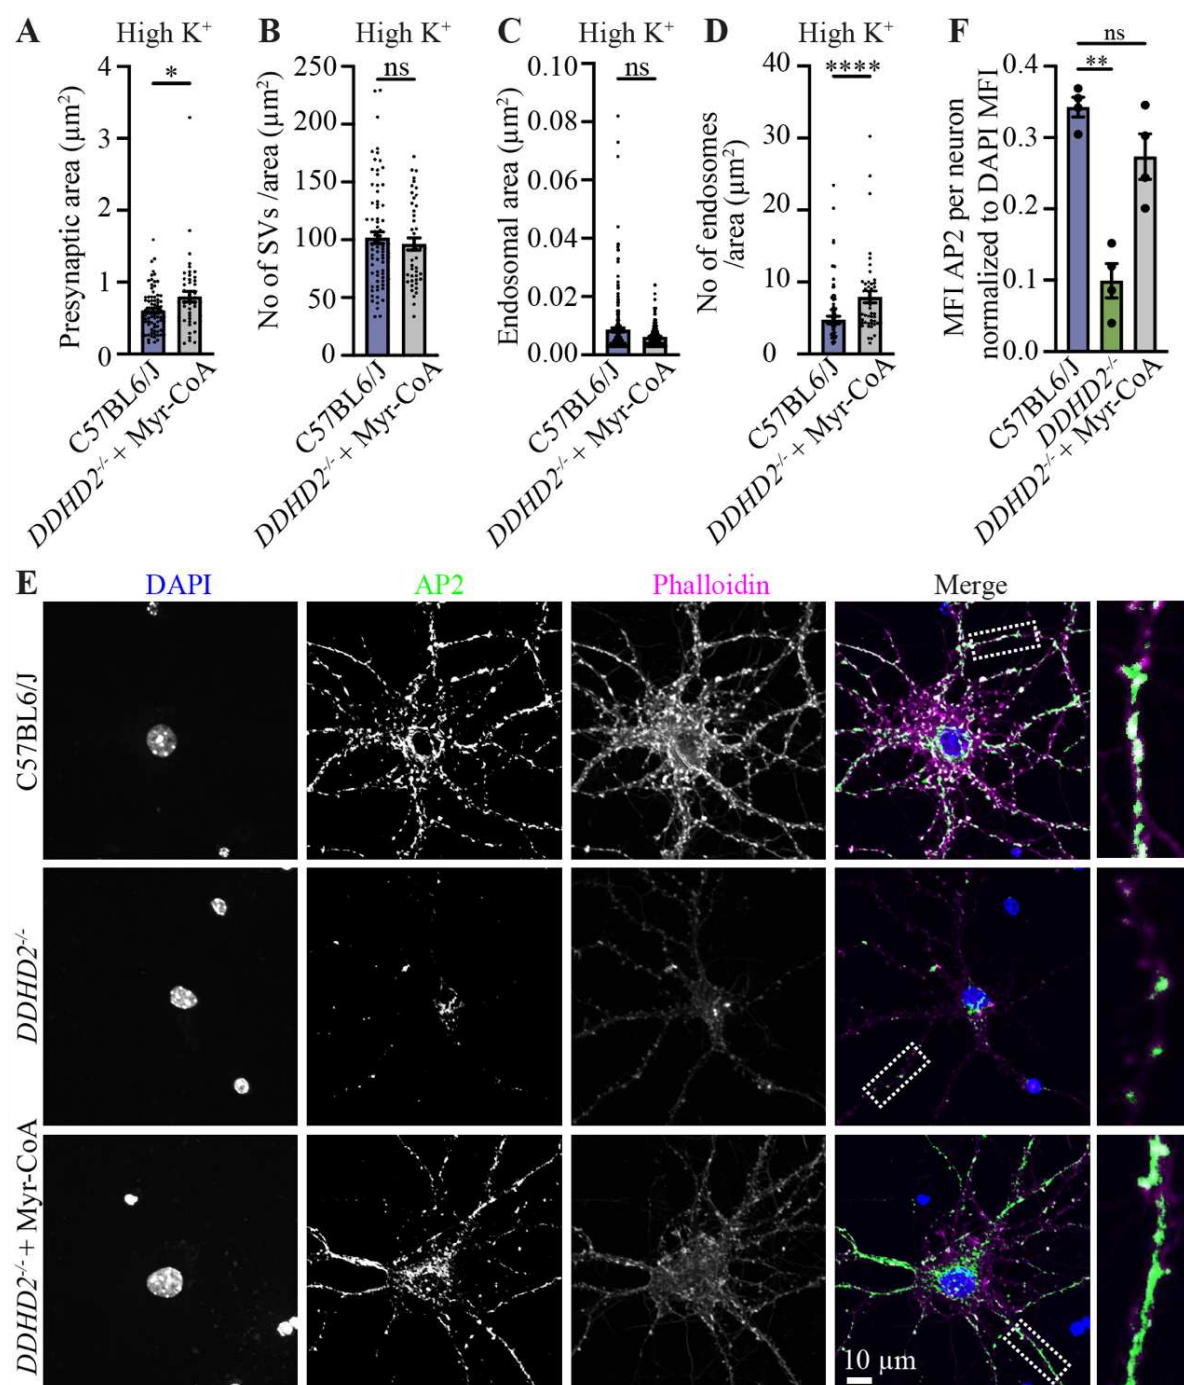 A
High K⁺
*
Presynaptic area (μm²)
4
3
2
1
0
C57BL6/J
DDHD2⁻/⁻ + Myr-CoA
B
High K⁺
ns
No of SVs /area (μm²)
250
200
150
100
50
0
C57BL6/J
DDHD2⁻/⁻ + Myr-CoA
C
High K⁺
ns
Endosomal area (μm²)
0.10
0.08
0.06
0.04
0.02
0.00
C57BL6/J
DDHD2⁻/⁻ + Myr-CoA
D
High K⁺
****
No of endosomes
/area (μm²)
40
30
20
10
0
C57BL6/J
DDHD2⁻/⁻ + Myr-CoA
F
ns
**
MFI AP2 per neuron
normalized to DAPI MFI
0.4
0.3
0.2
0.1
0.0
C57BL6/J
DDHD2⁻/⁻
DDHD2⁻/⁻ + Myr-CoA
E
DAPI
AP2
Phalloidin
Merge
C57BL6/J
DDHD2⁻/⁻
DDHD2⁻/⁻ + Myr-CoA
10 μm